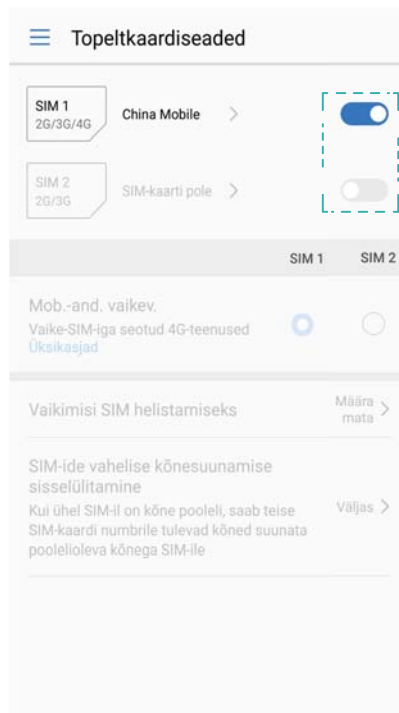 Topeltkaardiseaded
SIM 1
2G/3G/4G
China Mobile
SIM 2
2G/3G
SIM-kaarti pole
SIM 1 SIM 2
Mob.-and. vaikev.
Vaike-SIM-iga seotud 4G-teenused
Üksikasjad
Vaikimisi SIM helistamiseks
Määra
mata
SIM-ide vahelise kõnesuunamise
sisselülitamine
Kui ühel SIM-il on kõne pooleli, saab teise
SIM-kaardi numbrile tulevad kõned suunata
poolelioleva kõnega SIM-ile
Väljas